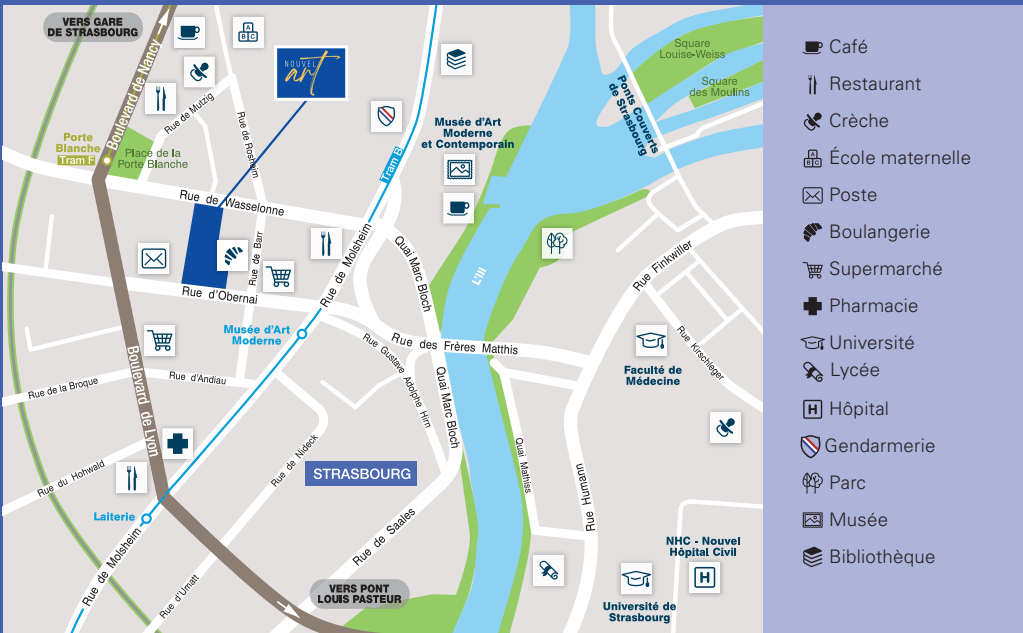 VERS GARE
DE STRASBOURG
Boulevard de Nancy
A
B C
NOUVEL
art
Rue de Mutzig
Rue de Rosheim
Porte
Blanche
Tram F
Place de la
Porte Blanche
Musée d'Art
Moderne
et Contemporain
Tram B
Ponts Couverts
de Strasbourg
Square
Louise-Weiss
Square
des Moulins
Rue de Wasselonne
Rue de Barr
Rue de Molsheim
Quai Marc Bloch
L'Ill
Rue Finkwiller
Rue d'Obernai
Musée d'Art
Moderne
Rue des Frères Matthis
Rue Gustave Adolphe Hirn
Rue Kirschleger
Faculté de
Médecine
Boulevard de Lyon
Rue de la Broque
Rue d'Andlau
Quai Marc Bloch
Quai Mathiss
Rue Humann
Rue du Hohwald
Rue de Nideck
STRASBOURG
Laiterie
Rue de Molsheim
Rue d'Urmatt
Rue de Saales
VERS PONT
LOUIS PASTEUR
NHC - Nouvel
Hôpital Civil
H
Université de
Strasbourg
Café
Restaurant
Crèche
A
B C
École maternelle
Poste
Boulangerie
Supermarché
Pharmacie
Université
Lycée
H Hôpital
Gendarmerie
Parc
Musée
Bibliothèque